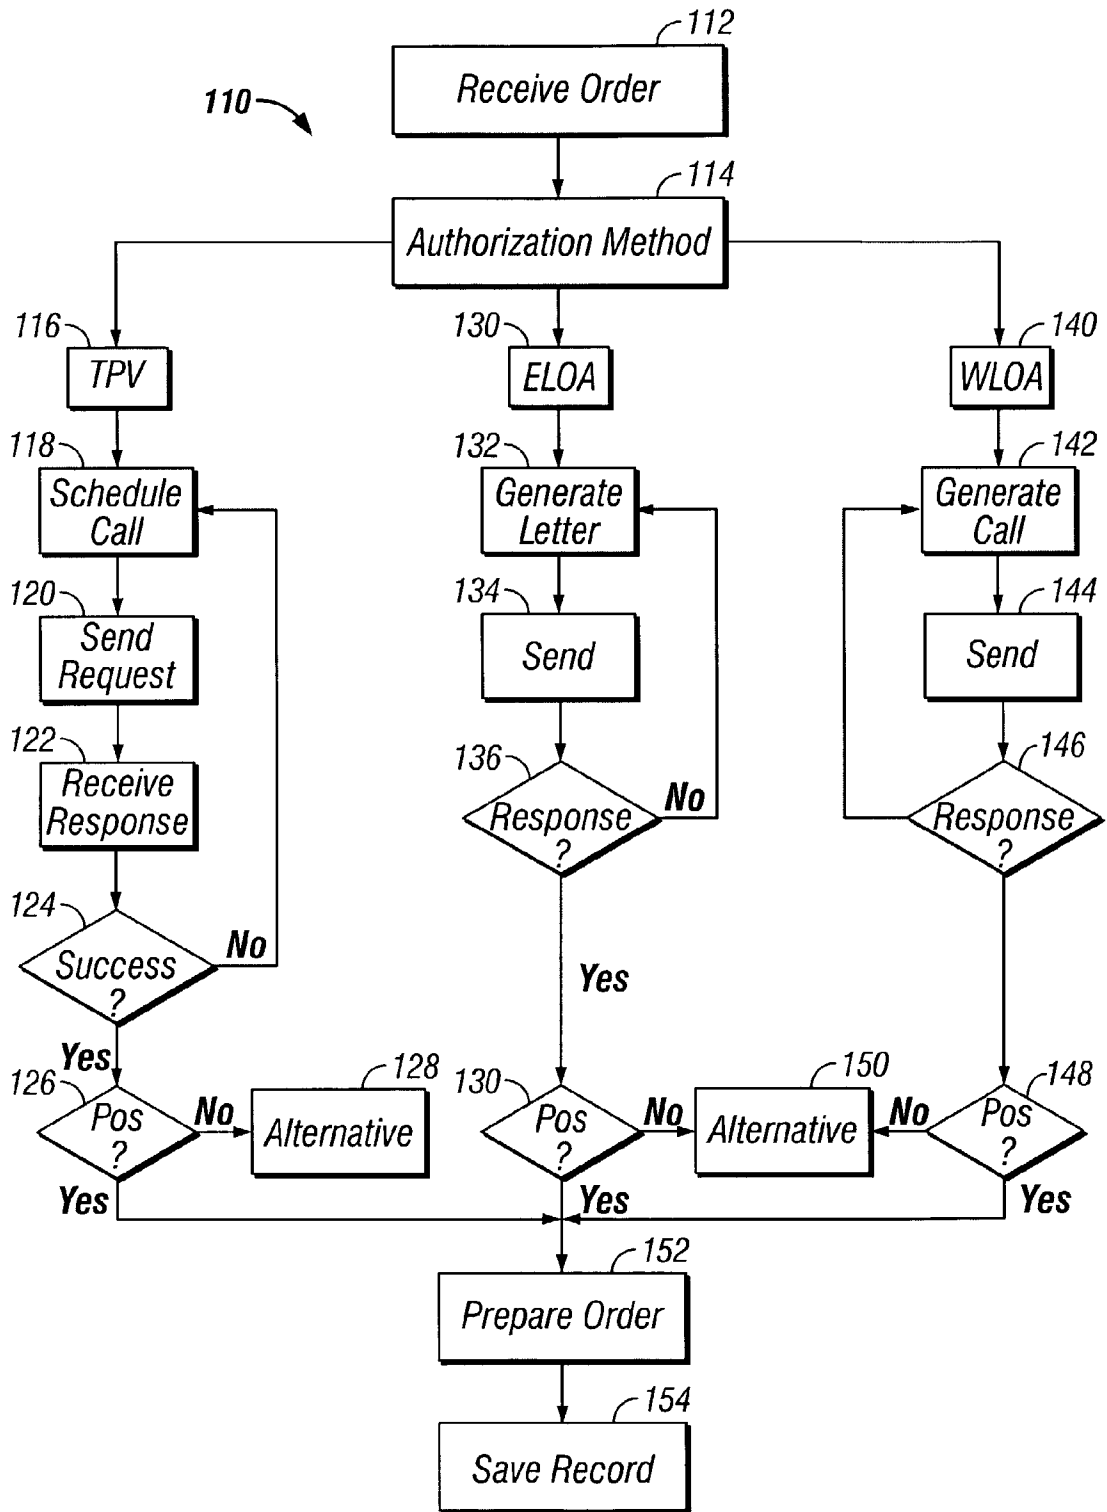 112
Receive Order
110
114
Authorization Method
116
TPV
130
ELOA
140
WLOA
118
Schedule
Call
132
Generate
Letter
142
Generate
Call
120
Send
Request
134
Send
144
Send
122
Receive
Response
136
Response
?
No
146
Response
?
124
Success
?
No
Yes
Yes
126
Pos
?
No
128
Alternative
130
Pos
?
No
150
Alternative
148
Pos
?
No
Yes
Yes
Yes
152
Prepare Order
154
Save Record